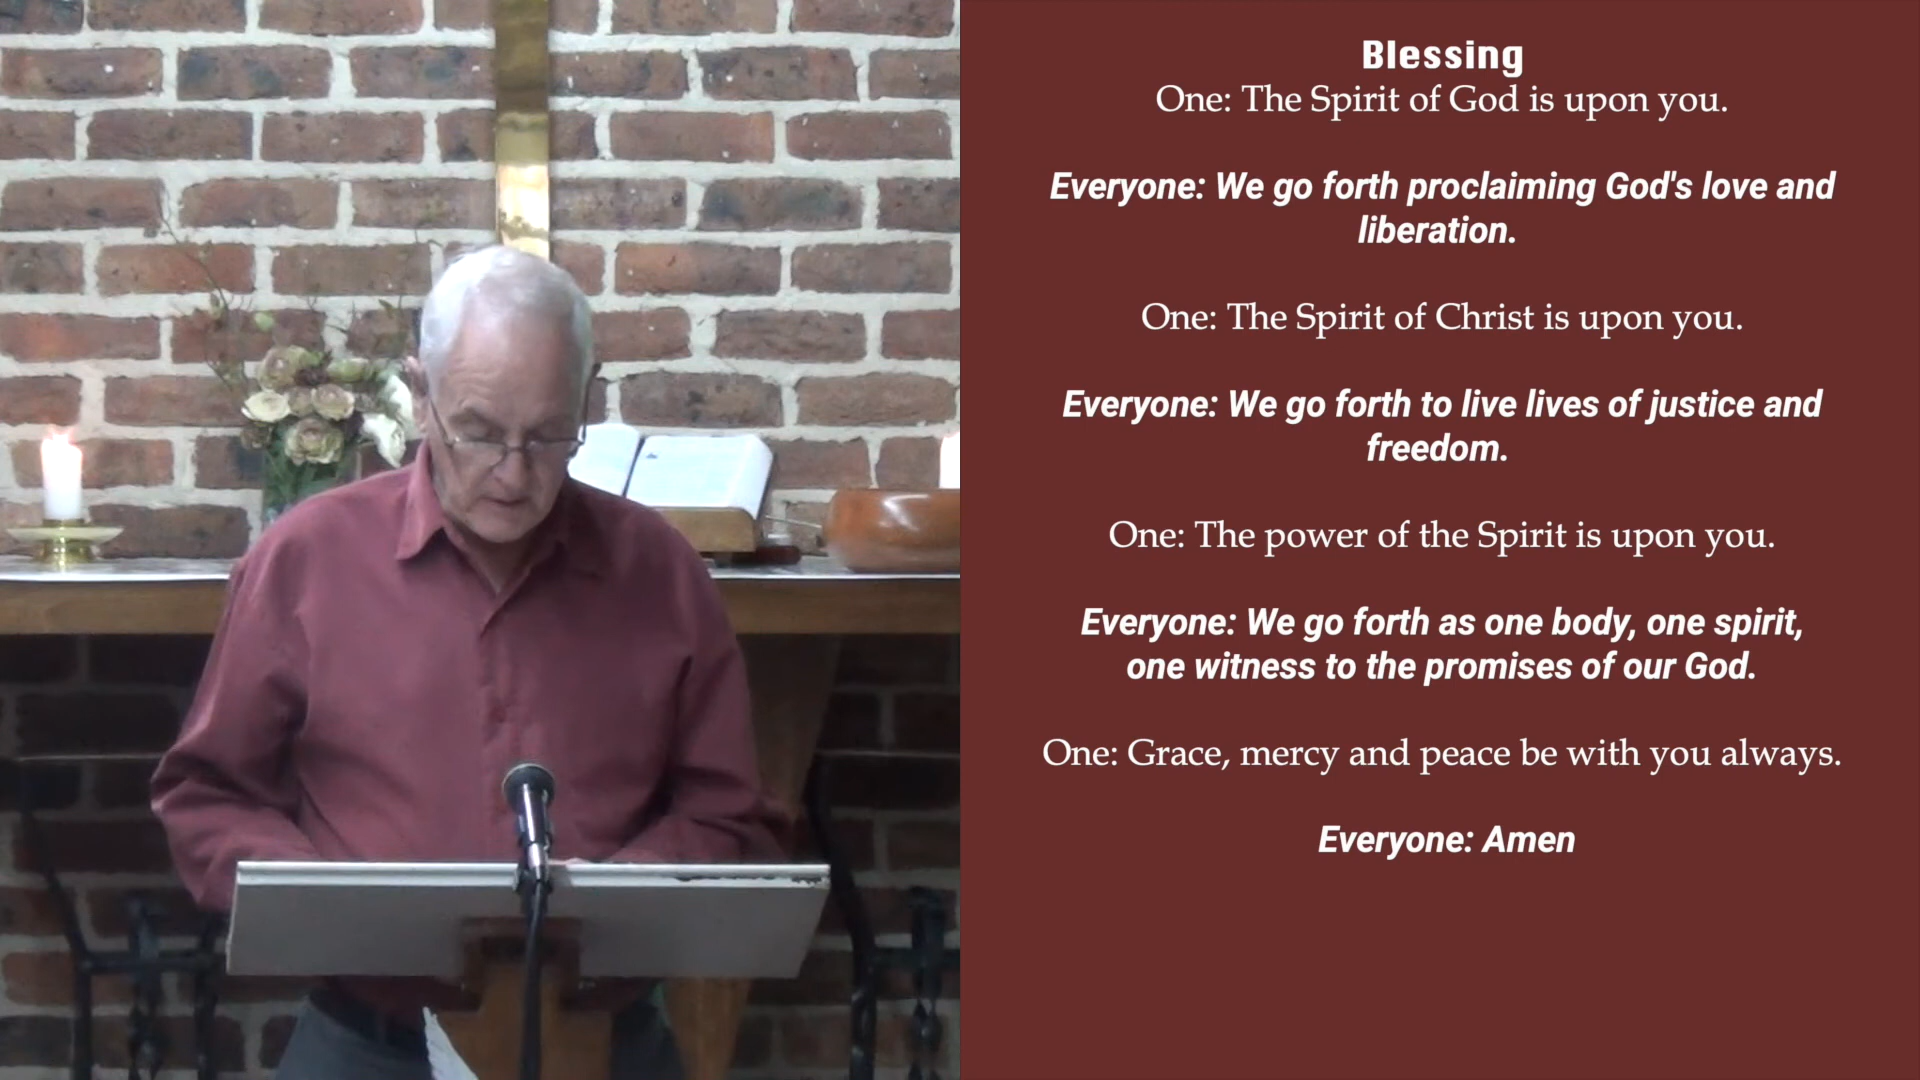 Blessing
One: The Spirit of God is upon you.
Everyone: We go forth proclaiming God's love and
liberation.
One: The Spirit of Christ is upon you.
Everyone: We go forth to live lives of justice and
freedom.
One: The power of the Spirit is upon you.
Everyone: We go forth as one body, one spirit,
one witness to the promises of our God.
One: Grace, mercy and peace be with you always.
Everyone: Amen